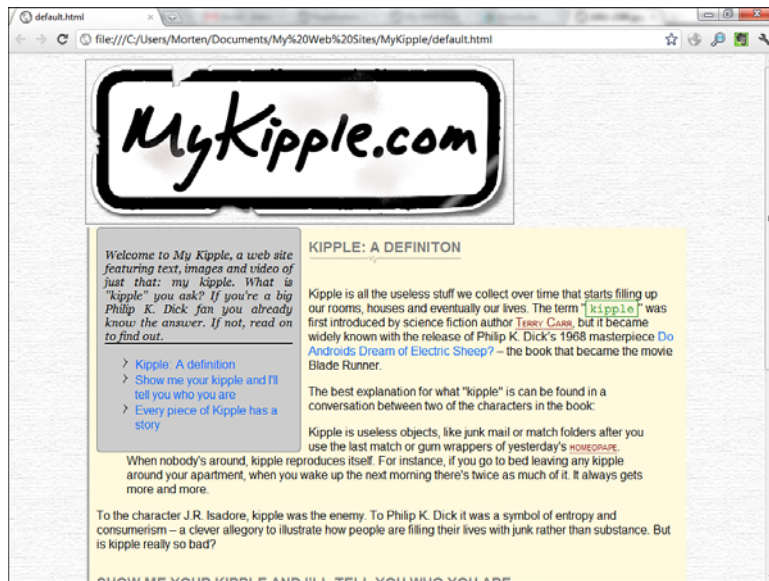 default.html
file:///C:/Users/Morten/Documents/My%20Web%20Sites/MyKipple/default.html
MyKipple.com
Welcome to My Kipple, a web site
featuring text, images and video of
just that: my kipple. What is
"kipple" you ask? If you're a big
Philip K. Dick fan you already
know the answer. If not, read on
to find out.
Kipple: A definition
Show me your kipple and I'll
tell you who you are
Every piece of Kipple has a
story
KIPPLE: A DEFINITON
Kipple is all the useless stuff we collect over time that starts filling up
our rooms, houses and eventually our lives. The term "kipple" was
first introduced by science fiction author TERRY CARR, but it became
widely known with the release of Philip K. Dick's 1968 masterpiece Do
Androids Dream of Electric Sheep? – the book that became the movie
Blade Runner.
The best explanation for what "kipple" is can be found in a
conversation between two of the characters in the book:
Kipple is useless objects, like junk mail or match folders after you
use the last match or gum wrappers of yesterday's HOMEOPAPE.
When nobody's around, kipple reproduces itself. For instance, if you go to bed leaving any kipple
around your apartment, when you wake up the next morning there's twice as much of it. It always gets
more and more.
To the character J.R. Isadore, kipple was the enemy. To Philip K. Dick it was a symbol of entropy and
consumerism – a clever allegory to illustrate how people are filling their lives with junk rather than substance. But
is kipple really so bad?
SHOW ME YOUR KIPPLE AND I'LL TELL YOU WHO YOU ARE